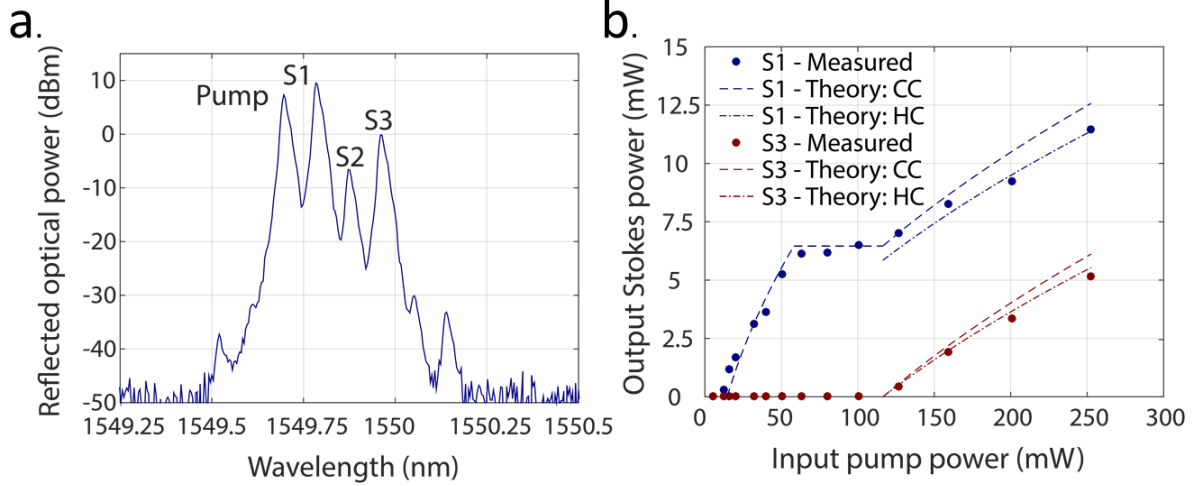 a.
Reflected optical power (dBm)
10
0
-10
-20
-30
-40
-50
Pump
S1
S2
S3
1549.25
1549.5
1549.75
1550
1550.25
1550.5
Wavelength (nm)
b.
Output Stokes power (mW)
15
12.5
10
7.5
5
2.5
0
S1 - Measured
S1 - Theory: CC
S1 - Theory: HC
S3 - Measured
S3 - Theory: CC
S3 - Theory: HC
0
50
100
150
200
250
300
Input pump power (mW)